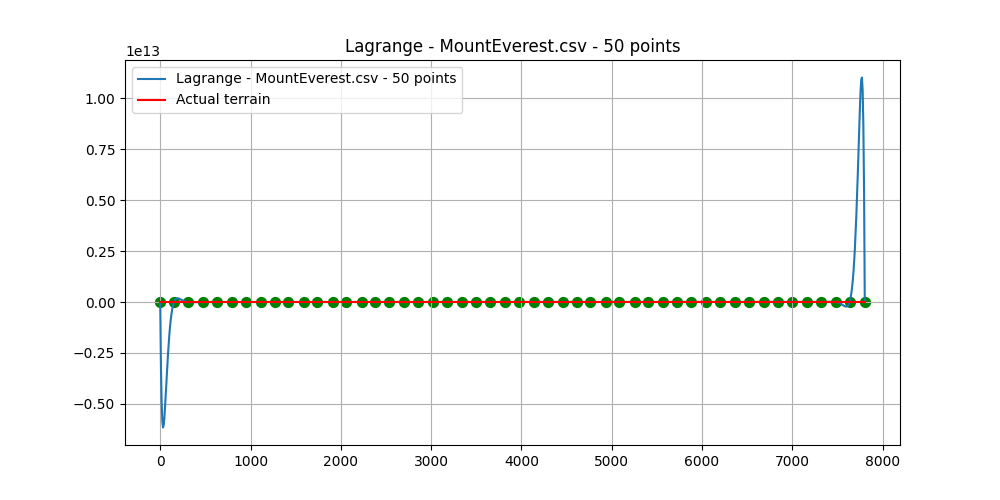 Lagrange - MountEverest.csv - 50 points
1e13
Lagrange - MountEverest.csv - 50 points
Actual terrain
1.00
0.75
0.50
0.25
0.00
−0.25
−0.50
0 1000 2000 3000 4000 5000 6000 7000 8000